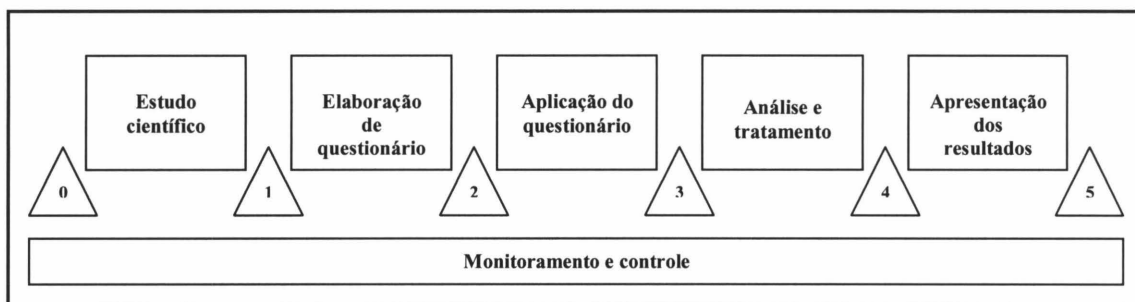 Estudo
científico
Elaboração
de
questionário
Aplicação do
questionário
Análise e
tratamento
Apresentação
dos
resultados
0
1
2
3
4
5
Monitoramento e controle